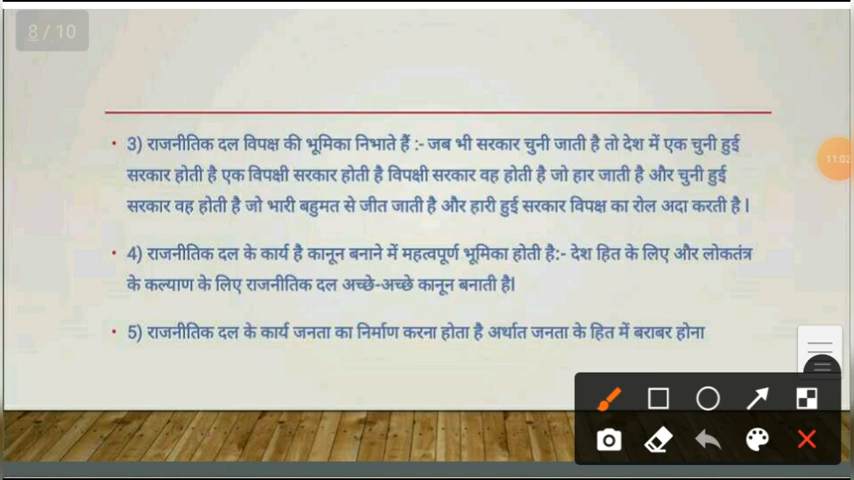 8 / 10
• 3) राजनीतिक दल विपक्ष की भूमिका निभाते हैं :- जब भी सरकार चुनी जाती है तो देश में एक चुनी हुई
सरकार होती है एक विपक्षी सरकार होती है विपक्षी सरकार वह होती है जो हार जाती है और चुनी हुई
सरकार वह होती है जो भारी बहुमत से जीत जाती है और हारी हुई सरकार विपक्ष का रोल अदा करती है l
11:02
• 4) राजनीतिक दल के कार्य है कानून बनाने में महत्वपूर्ण भूमिका होती है:- देश हित के लिए और लोकतंत्र
के कल्याण के लिए राजनीतिक दल अच्छे-अच्छे कानून बनाती है।
• 5) राजनीतिक दल के कार्य जनता का निर्माण करना होता है अर्थात जनता के हित में बराबर होना